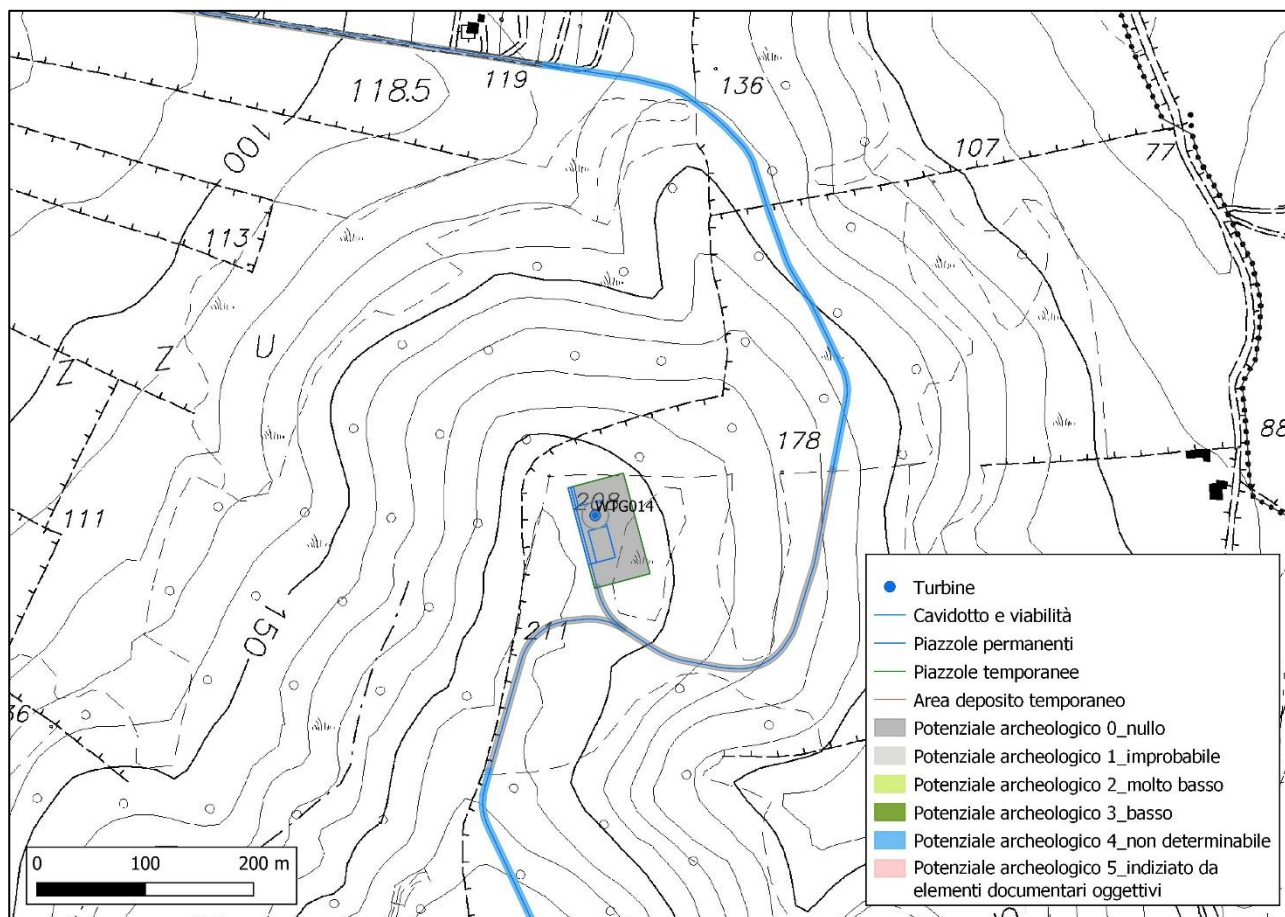 119
118.5
136
100
107
77
113
Z
Z
U
178
88
208
WTG014
111
211
150
36
0 100 200 m
Turbine
Cavidotto e viabilità
Piazzole permanenti
Piazzole temporanee
Area deposito temporaneo
Potenziale archeologico 0_nullo
Potenziale archeologico 1_improbabile
Potenziale archeologico 2_molto basso
Potenziale archeologico 3_basso
Potenziale archeologico 4_non determinabile
Potenziale archeologico 5_indiziato da
elementi documentari oggettivi